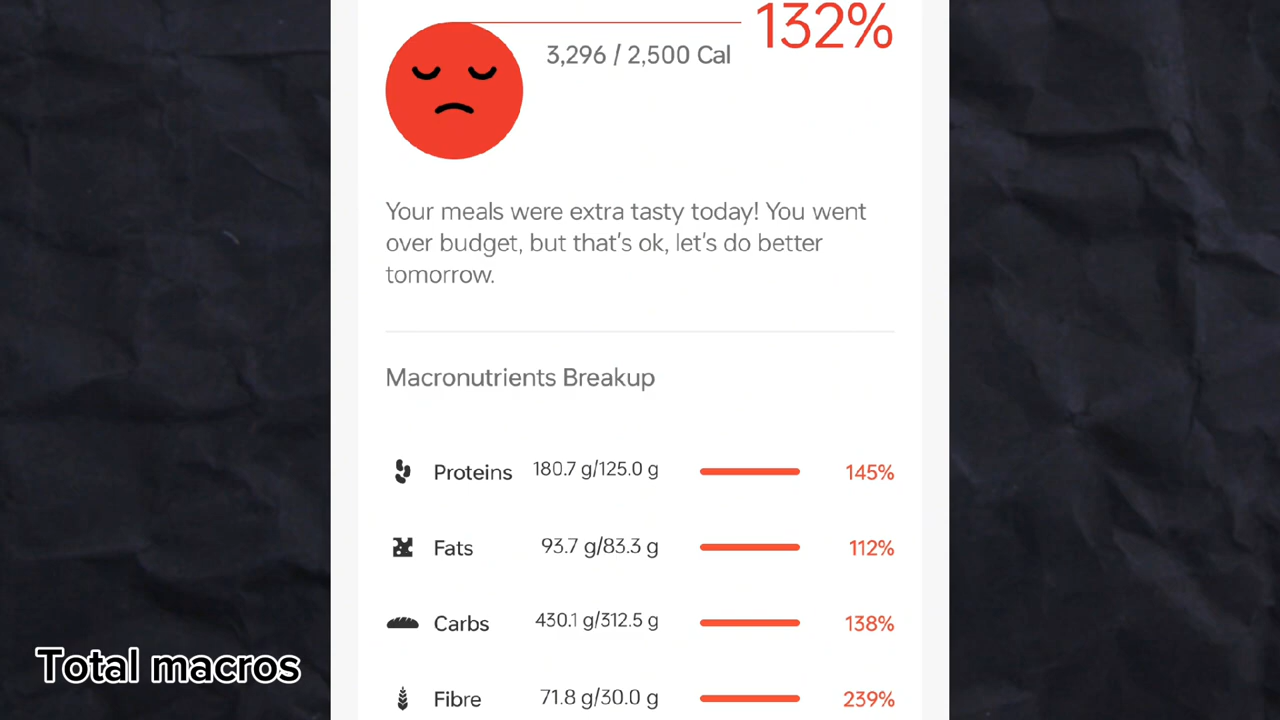 132%
3,296 / 2,500 Cal
Your meals were extra tasty today! You went
over budget, but that's ok, let's do better
tomorrow.
Macronutrients Breakup
Proteins 180.7 g/125.0 g 145%
Fats 93.7 g/83.3 g 112%
Carbs 430.1 g/312.5 g 138%
Fibre 71.8 g/30.0 g 239%
Total macros